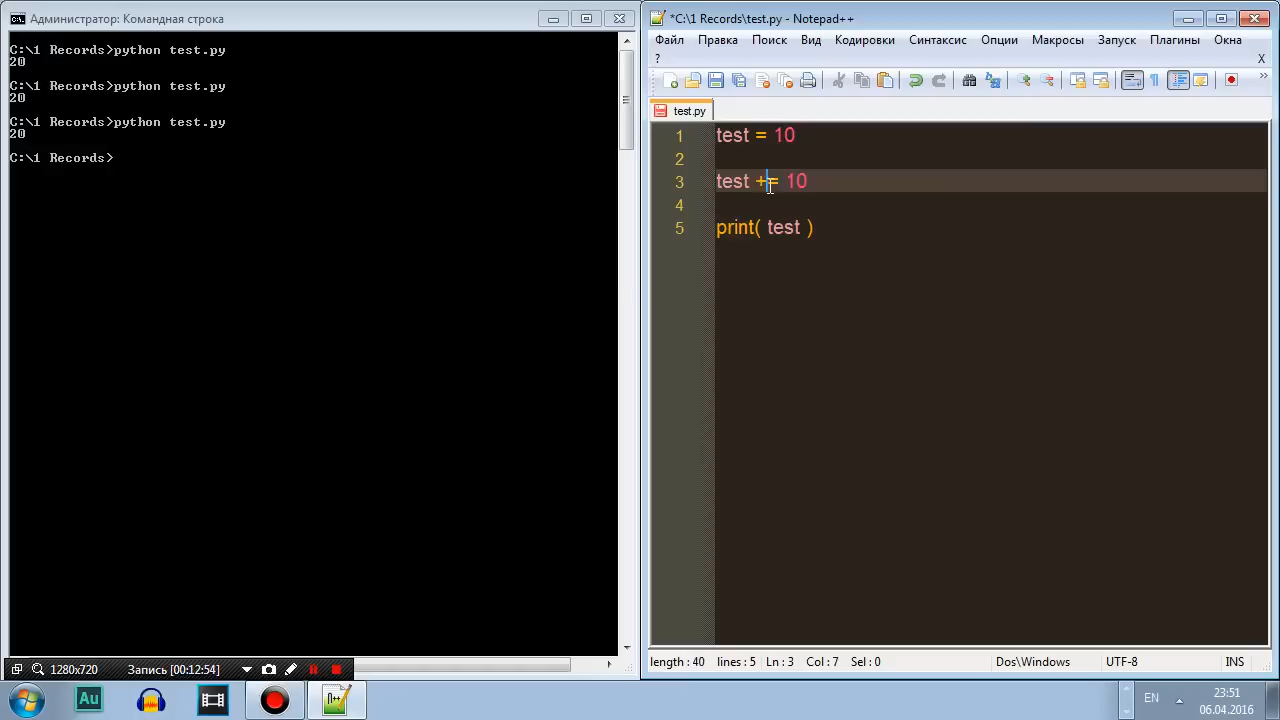 Администратор: Командная строка
C:\1 Records>python test.py
20
C:\1 Records>python test.py
20
C:\1 Records>python test.py
20
C:\1 Records>
*C:\1 Records\test.py - Notepad++
Файл Правка Поиск Вид Кодировки Синтаксис Опции Макросы Запуск Плагины Окна
? X
test.py
1 test = 10
2
3 test += 10
4
5 print( test )
length : 40 lines : 5 Ln : 3 Col : 7 Sel : 0 Dos\Windows UTF-8 INS
1280x720 Запись [00:12:54]
Au
n++
EN 23:51
06.04.2016